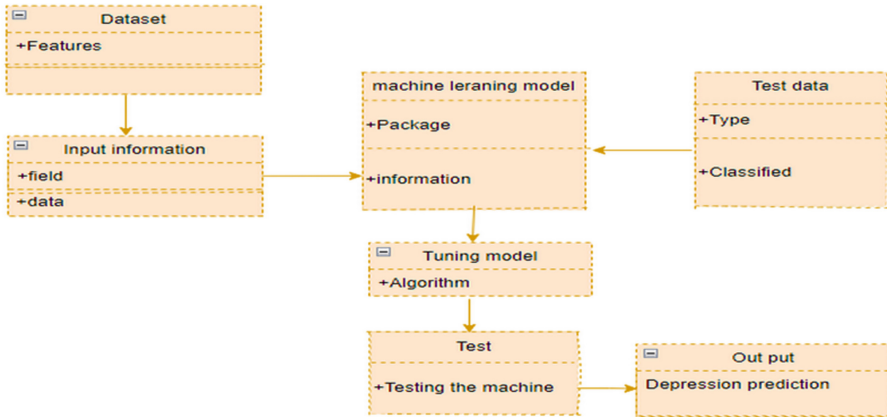 Dataset
+Features
Input information
+field
+data
machine leraning model
+Package
+information
Test data
+Type
+Classified
Tuning model
+Algorithm
Test
+Testing the machine
Out put
Depression prediction